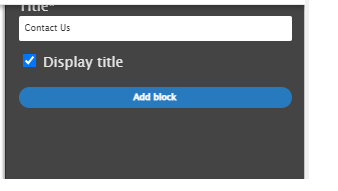 Title*
Contact Us
Display title
Add block